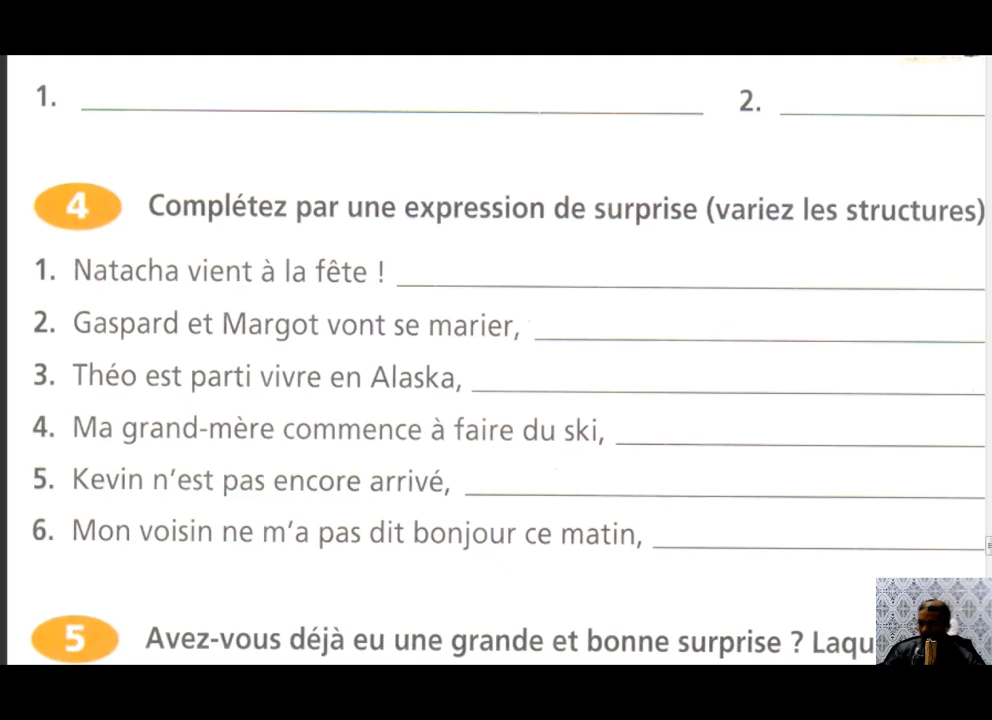 1. 2.
4 Complétez par une expression de surprise (variez les structures)
1. Natacha vient à la fête !
2. Gaspard et Margot vont se marier,
3. Théo est parti vivre en Alaska,
4. Ma grand-mère commence à faire du ski,
5. Kevin n'est pas encore arrivé,
6. Mon voisin ne m'a pas dit bonjour ce matin,
5 Avez-vous déjà eu une grande et bonne surprise ?